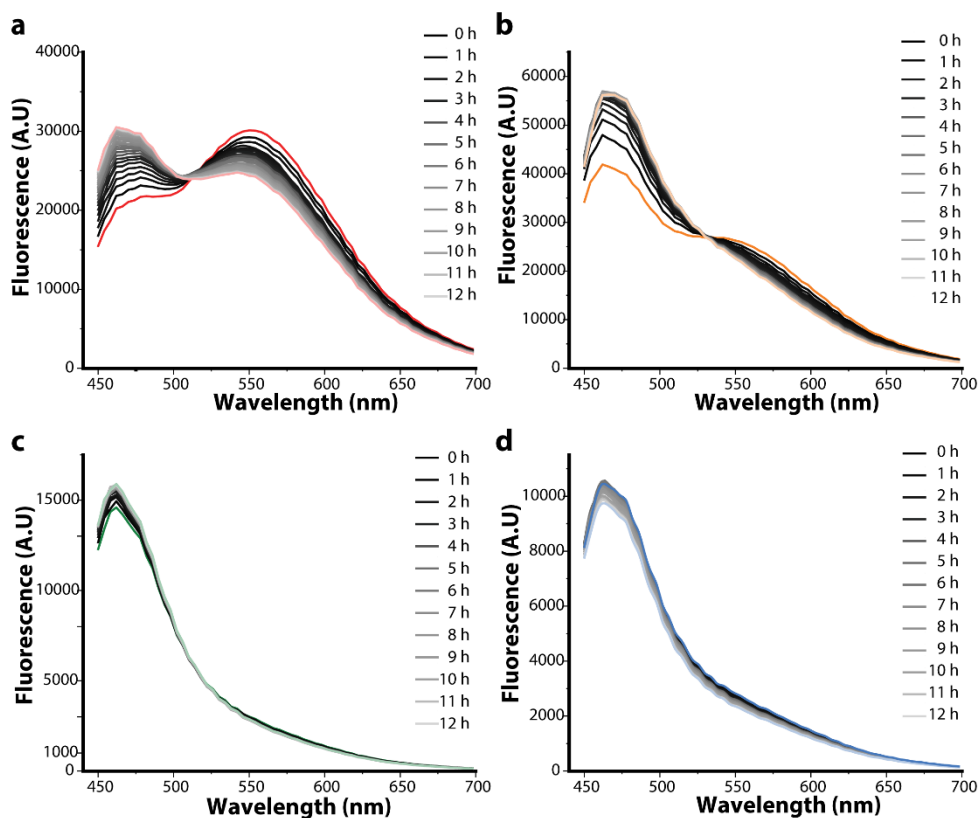 a
40000
30000
20000
10000
0
Fluorescence (A.U)
450 500 550 600 650 700
Wavelength (nm)
0 h
1 h
2 h
3 h
4 h
5 h
6 h
7 h
8 h
9 h
10 h
11 h
12 h
b
60000
50000
40000
30000
20000
10000
0
Fluorescence (A.U)
450 500 550 600 650 700
Wavelength (nm)
0 h
1 h
2 h
3 h
4 h
5 h
6 h
7 h
8 h
9 h
10 h
11 h
12 h
c
15000
10000
5000
1000
0
Fluorescence (A.U)
450 500 550 600 650 700
Wavelength (nm)
0 h
1 h
2 h
3 h
4 h
5 h
6 h
7 h
8 h
9 h
10 h
11 h
12 h
d
10000
8000
6000
4000
2000
0
Fluorescence (A.U)
450 500 550 600 650 700
Wavelength (nm)
0 h
1 h
2 h
3 h
4 h
5 h
6 h
7 h
8 h
9 h
10 h
11 h
12 h